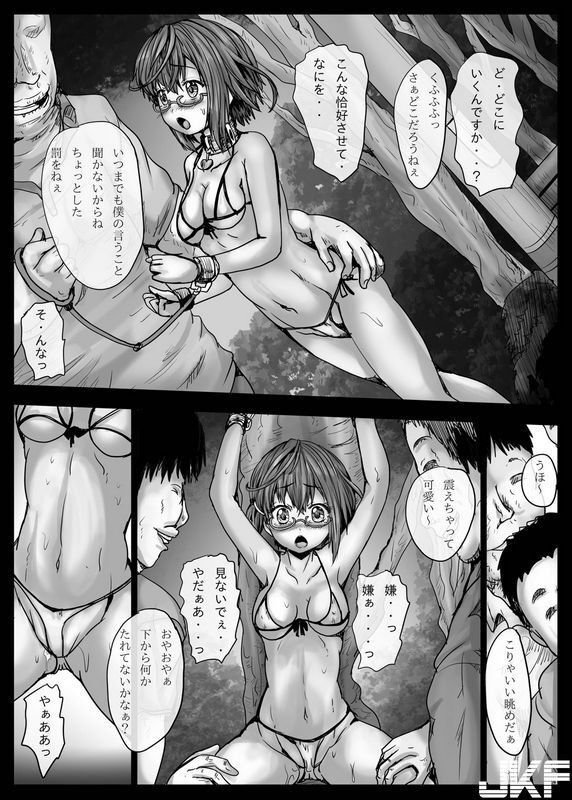 ど・どこに
いくんですか・・？
くふふふっ
さぁどこだろうねぇ
こんな恰好させて・
なにを・・
いつまでも僕の言うこと
聞かないからね
ちょっとした
罰をねぇ
そ・んなっ
うほ〜
こりゃいい眺めだぁ
震えちゃって
可愛い〜
嫌・・っ
嫌ぁ・・っ
見ないでぇ・
やだぁあ・・っ
おやおやぁ
下から何か
たれてないかなぁ？
やぁああっ
JKF